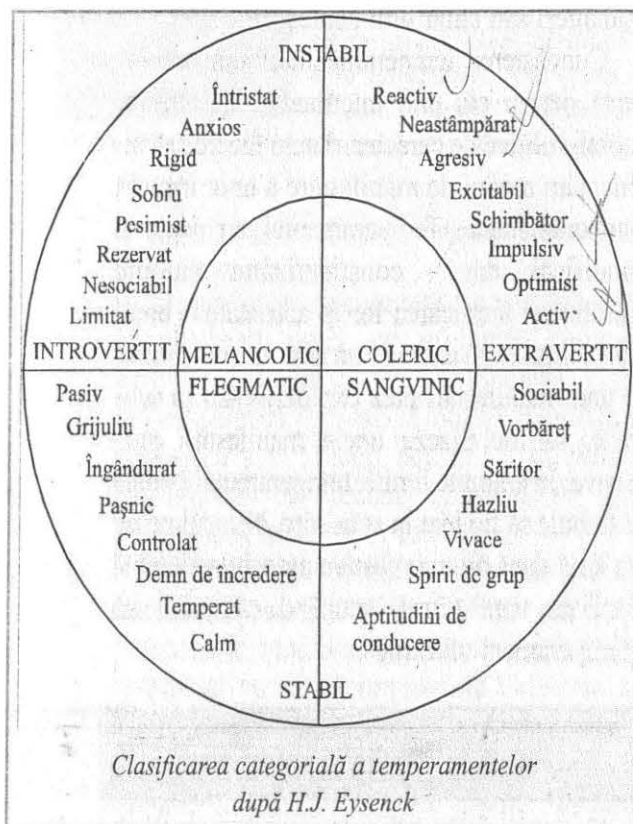 INSTABIL
Întristat Reactiv
Anxios Neastâmpărat
Rigid Agresiv
Sobru Excitabil
Pesimist Schimbător
Rezervat Impulsiv
Nesociabil Optimist
Limitat Activ
INTROVERTIT MELANCOLIC COLERIC EXTRAVERTIT
FLEGMATIC SANGVINIC
Pasiv Sociabil
Grijuliu Vorbăreț
Îngândurat Săritor
Pașnic Hazliu
Controlat Vivace
Demn de încredere Spirit de grup
Temperat Aptitudini de
Calm conducere
STABIL
Clasificarea categorială a temperamentelor
după H.J. Eysenck